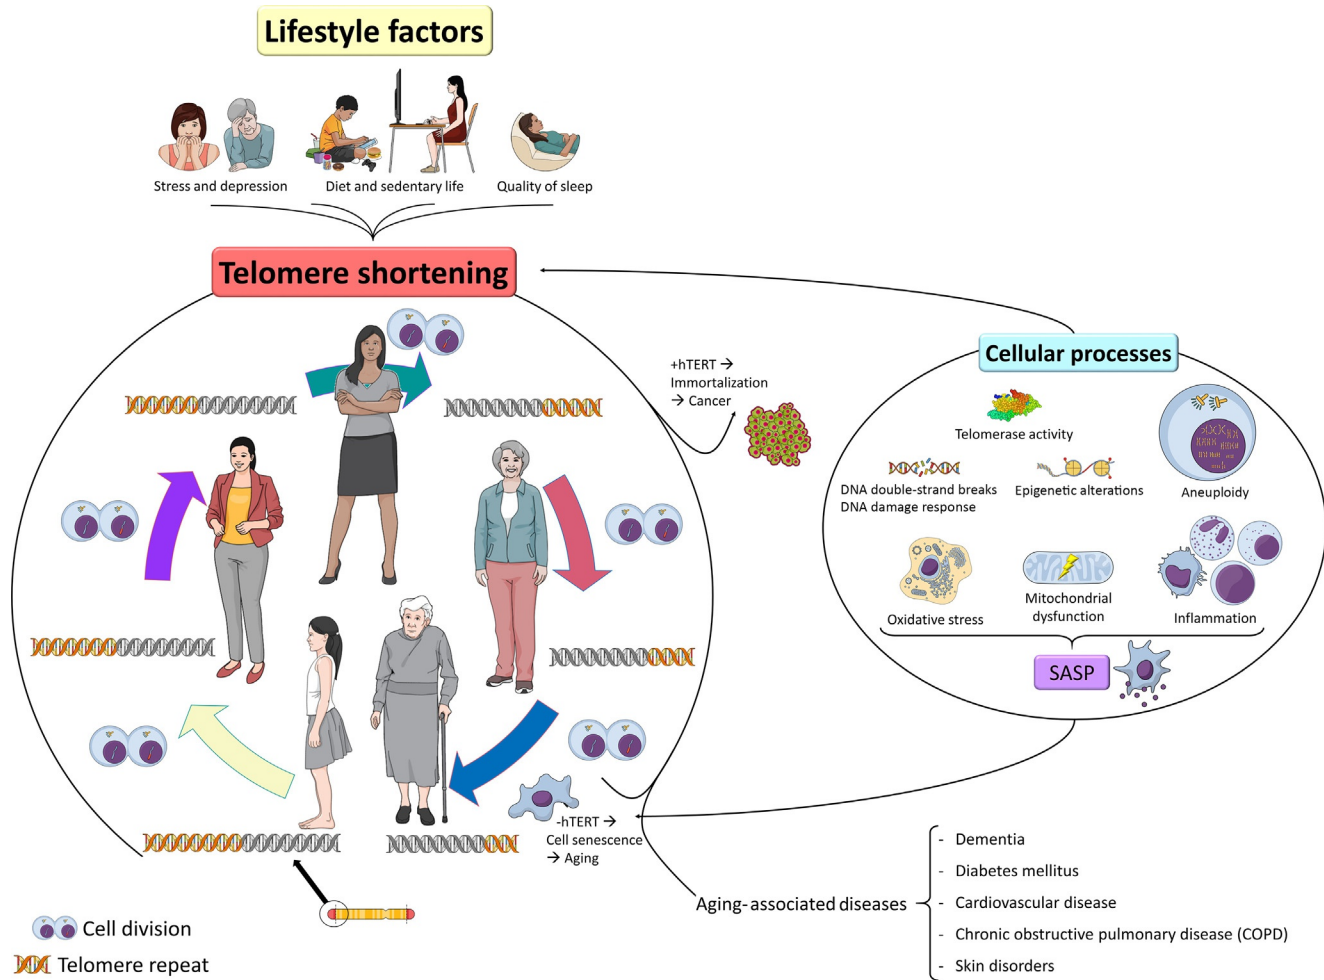 Lifestyle factors
Stress and depression
Diet and sedentary life
Quality of sleep
Telomere shortening
+hTERT →
Immortalization
→ Cancer
Cellular processes
Telomerase activity
DNA double-strand breaks
DNA damage response
Epigenetic alterations
Aneuploidy
Oxidative stress
Mitochondrial
dysfunction
Inflammation
SASP
-hTERT →
Cell senescence
→ Aging
Aging-associated diseases
- Dementia
- Diabetes mellitus
- Cardiovascular disease
- Chronic obstructive pulmonary disease (COPD)
- Skin disorders
Cell division
Telomere repeat